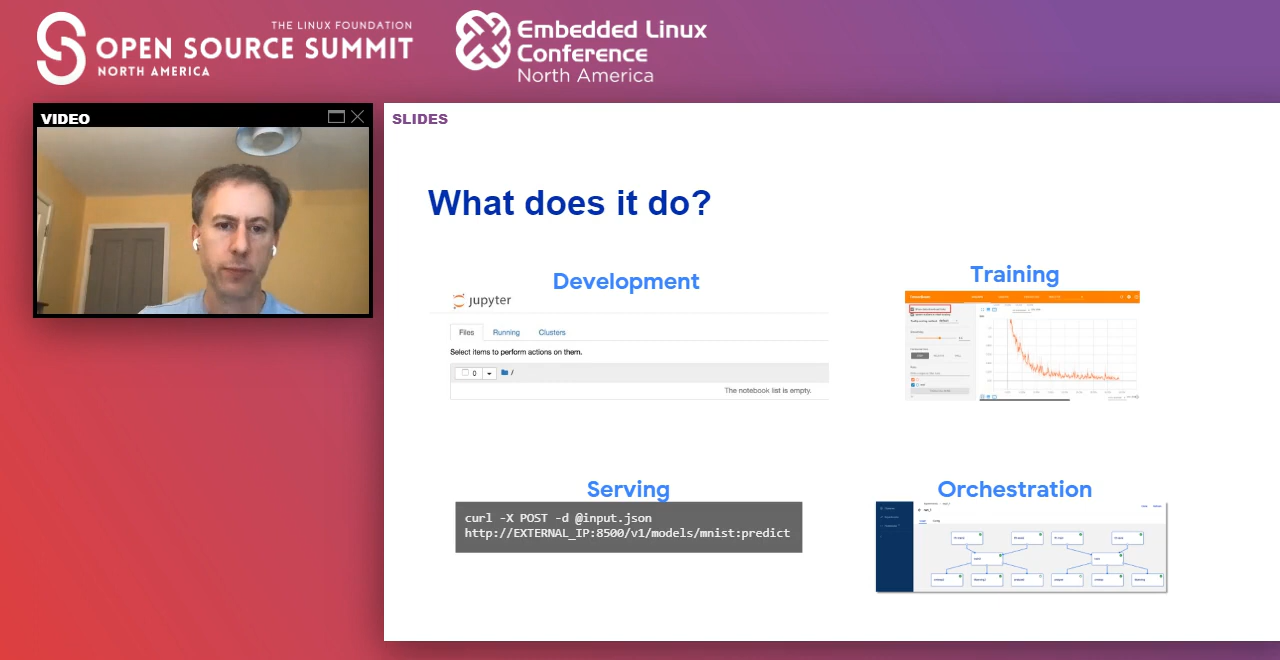 THE LINUX FOUNDATION
OPEN SOURCE SUMMIT
NORTH AMERICA
Embedded Linux
Conference
North America
VIDEO
SLIDES
What does it do?
Development
jupyter
Files Running Clusters
Select items to perform actions on them.
0 /
The notebook list is empty.
Training
Serving
curl -X POST -d @input.json
http://EXTERNAL_IP:8500/v1/models/mnist:predict
Orchestration